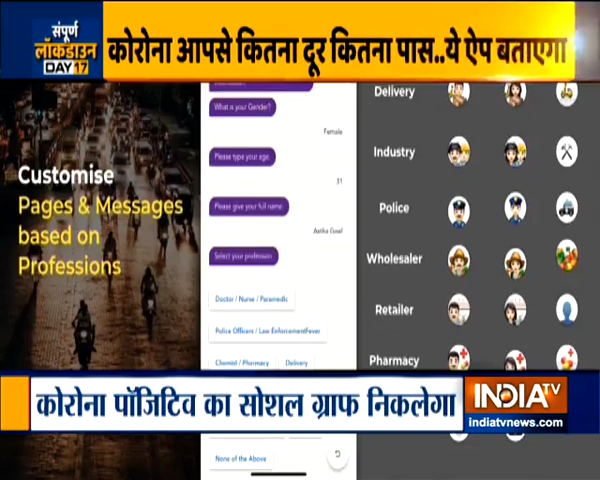 संपूर्ण
लॉकडाउन
DAY 17
कोरोना आपसे कितना दूर कितना पास..ये ऐप बताएगा
Customise
Pages & Messages
based on
Professions
What is your Gender?
Female
Please type your age.
31
Please give your full name.
Select your profession
Doctor / Nurse / Paramedic
Police Officers / Law EnforcementFever
Chemist / Pharmacy
Delivery
None of the Above
Delivery
Industry
Police
Wholesaler
Retailer
Pharmacy
कोरोना पॉजिटिव का सोशल ग्राफ निकलेगा
INDIA TV
indiatvnews.com